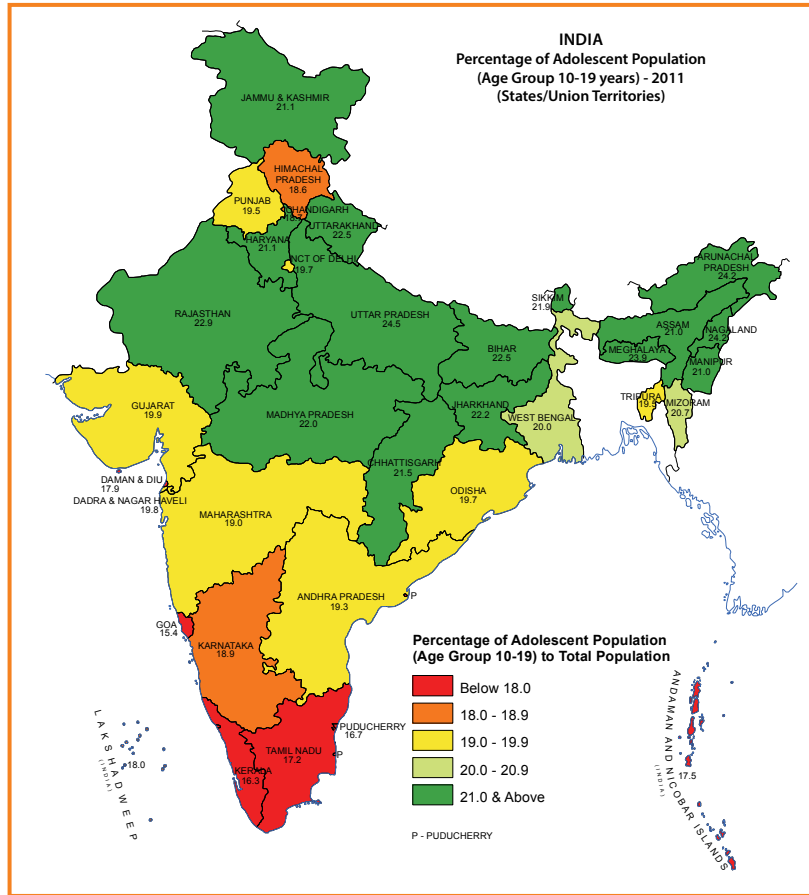 INDIA
Percentage of Adolescent Population
(Age Group 10-19 years) - 2011
(States/Union Territories)
JAMMU & KASHMIR
21.1
HIMACHAL
PRADESH
18.6
PUNJAB
19.5
CHANDIGARH
18.7
UTTARAKHAND
22.5
HARYANA
21.1
NCT OF DELHI
19.7
ARUNACHAL
PRADESH
24.2
SIKKIM
21.9
RAJASTHAN
22.9
UTTAR PRADESH
24.5
ASSAM
21.0
NAGALAND
24.2
BIHAR
22.5
MEGHALAYA
23.9
MANIPUR
21.0
TRIPURA
19.5
MIZORAM
20.7
GUJARAT
19.9
MADHYA PRADESH
22.0
JHARKHAND
22.2
WEST BENGAL
20.0
CHHATTISGARH
21.5
DAMAN & DIU
17.9
DADRA & NAGAR HAVELI
19.8
ODISHA
19.7
MAHARASHTRA
19.0
ANDHRA PRADESH
19.3
P
GOA
15.4
KARNATAKA
18.9
PUDUCHERRY
16.7
P
TAMIL NADU
17.2
KERALA
16.3
LAKSHADWEEP
(INDIA)
18.0
ANDAMAN AND NICOBAR ISLANDS
(INDIA)
17.5
Percentage of Adolescent Population
(Age Group 10-19) to Total Population
Below 18.0
18.0 - 18.9
19.0 - 19.9
20.0 - 20.9
21.0 & Above
P - PUDUCHERRY